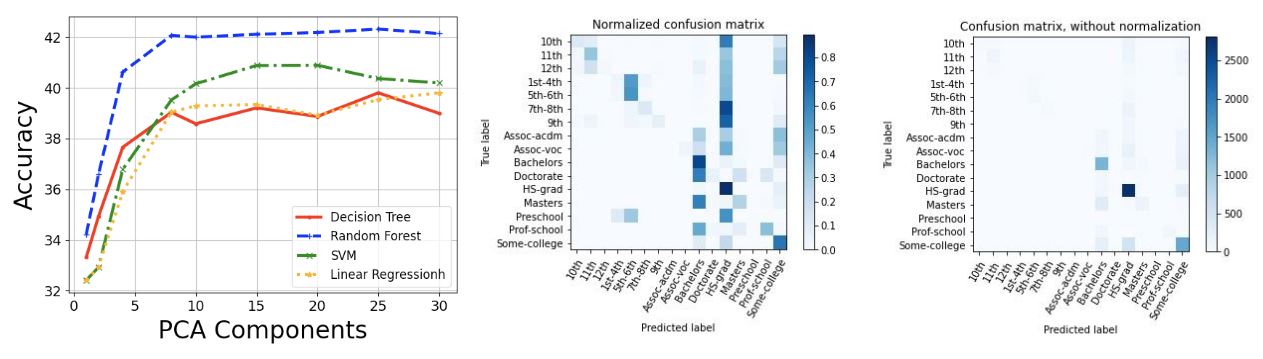 Accuracy
42
40
38
36
34
32
0 5 10 15 20 25 30
PCA Components
Decision Tree
Random Forest
SVM
Linear Regressionh
Normalized confusion matrix
True label
10th
11th
12th
1st-4th
5th-6th
7th-8th
9th
Assoc-acdm
Assoc-voc
Bachelors
Doctorate
HS-grad
Masters
Preschool
Prof-school
Some-college
10th
11th
12th
1st-4th
5th-6th
7th-8th
9th
Assoc-acdm
Assoc-voc
Bachelors
Doctorate
HS-grad
Masters
Preschool
Prof-school
Some-college
Predicted label
0.8
0.7
0.6
0.5
0.4
0.3
0.2
0.1
0.0
Confusion matrix, without normalization
True label
10th
11th
12th
1st-4th
5th-6th
7th-8th
9th
Assoc-acdm
Assoc-voc
Bachelors
Doctorate
HS-grad
Masters
Preschool
Prof-school
Some-college
10th
11th
12th
1st-4th
5th-6th
7th-8th
9th
Assoc-acdm
Assoc-voc
Bachelors
Doctorate
HS-grad
Masters
Preschool
Prof-school
Some-college
Predicted label
2500
2000
1500
1000
500
0